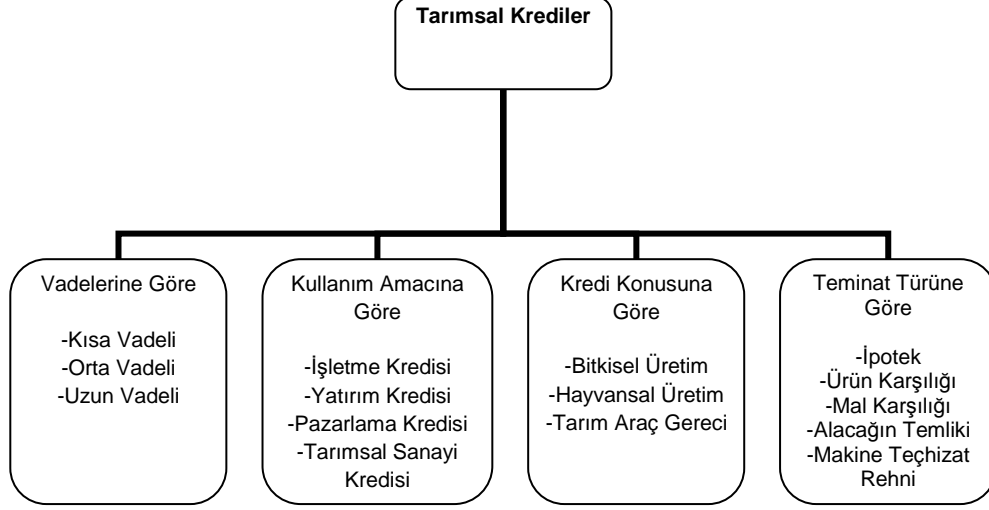 Tarımsal Krediler
Vadelerine Göre
-Kısa Vadeli
-Orta Vadeli
-Uzun Vadeli
Kullanım Amacına
Göre
-İşletme Kredisi
-Yatırım Kredisi
-Pazarlama Kredisi
-Tarımsal Sanayi
Kredisi
Kredi Konusuna
Göre
-Bitkisel Üretim
-Hayvansal Üretim
-Tarım Araç Gereci
Teminat Türüne
Göre
-İpotek
-Ürün Karşılığı
-Mal Karşılığı
-Alacağın Temliki
-Makine Teçhizat
Rehni